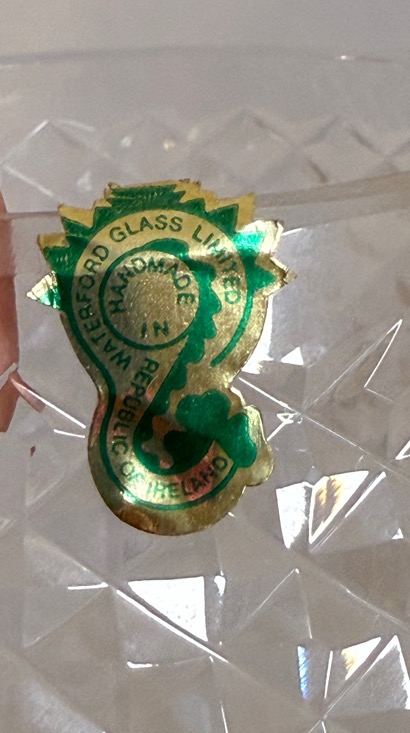 WATERFORD GLASS LIMITED
HANDMADE
IN
REPUBLIC OF IRELAND